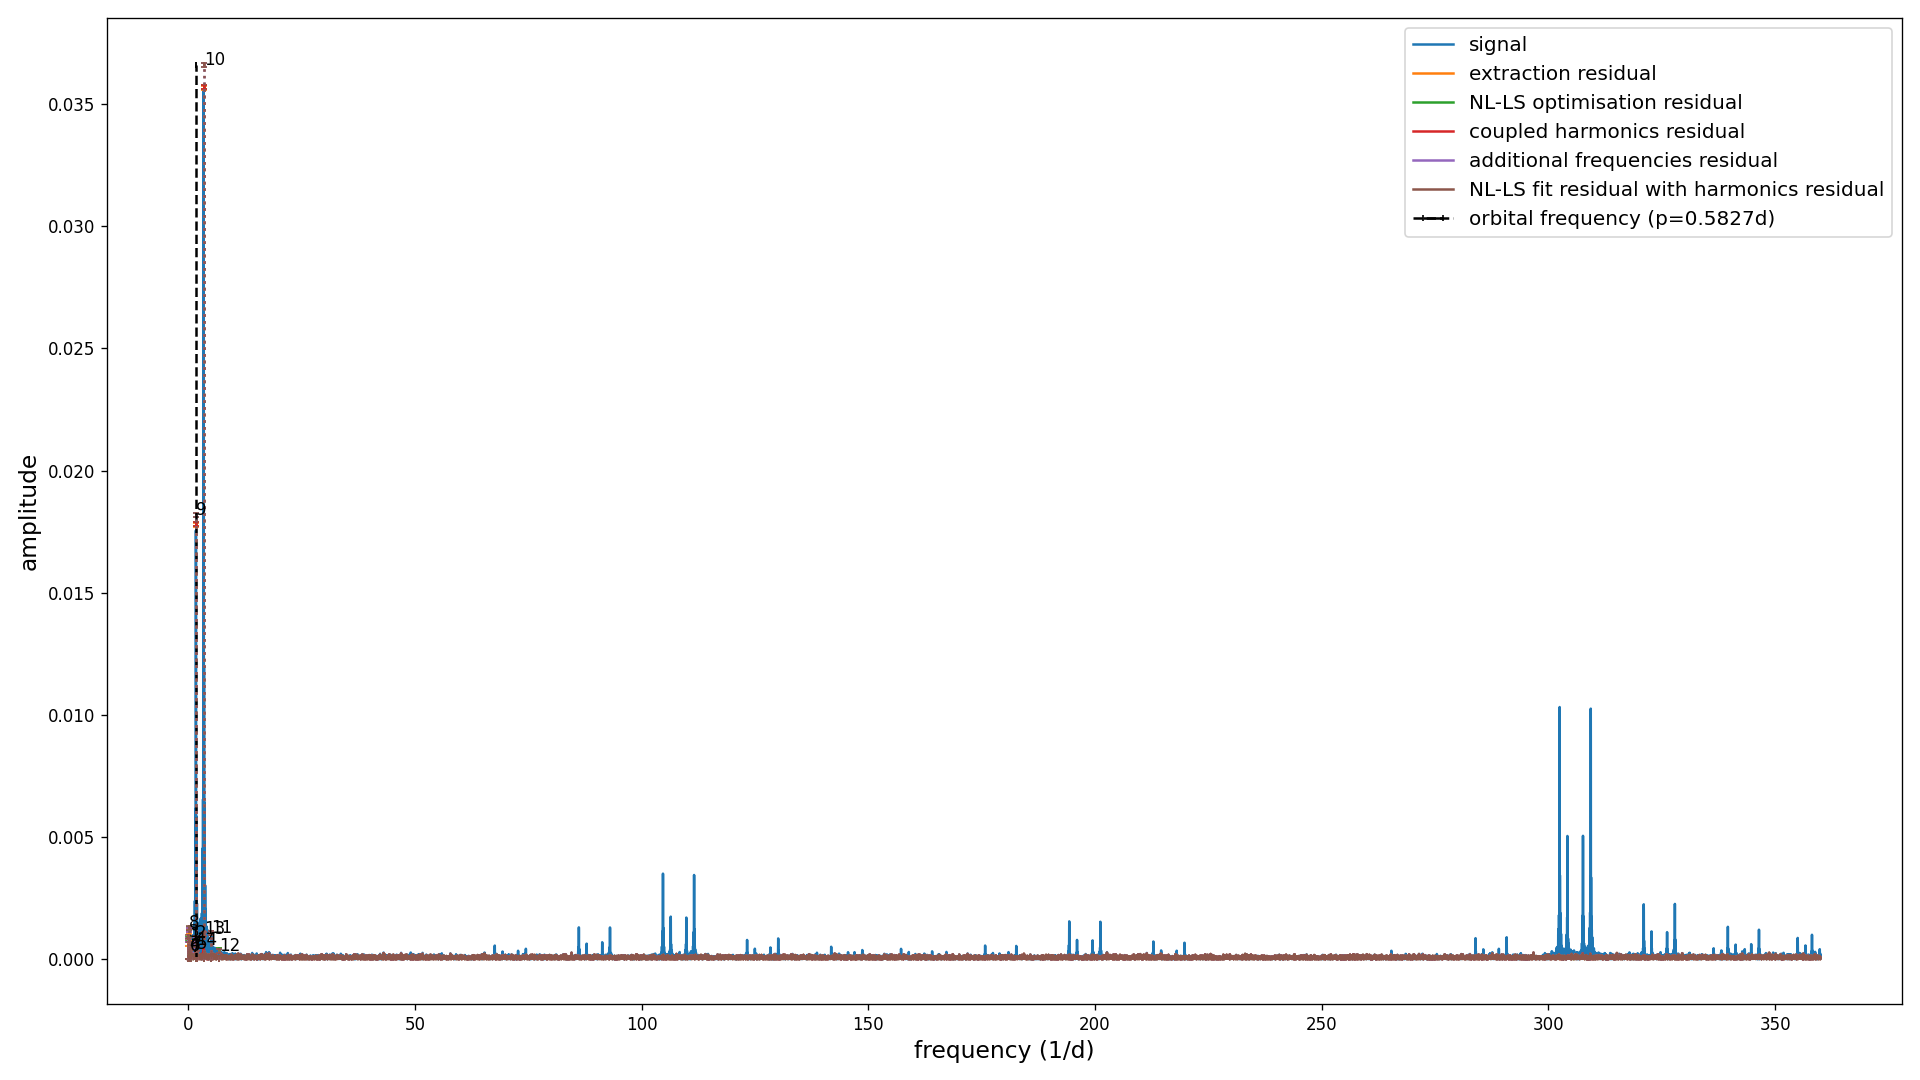 10
signal
extraction residual
NL-LS optimisation residual
coupled harmonics residual
additional frequencies residual
NL-LS fit residual with harmonics residual
orbital frequency (p=0.5827d)
0.035
0.030
0.025
0.020
9
0.015
0.010
0.005
8
13
11
12
0.000
amplitude
0
50
100
150
200
250
300
350
frequency (1/d)